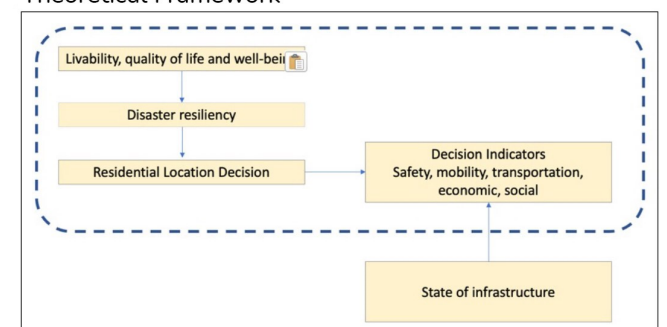 Theoretical Framework
Livability, quality of life and well-bei
Disaster resiliency
Residential Location Decision
Decision Indicators
Safety, mobility, transportation,
economic, social
State of infrastructure